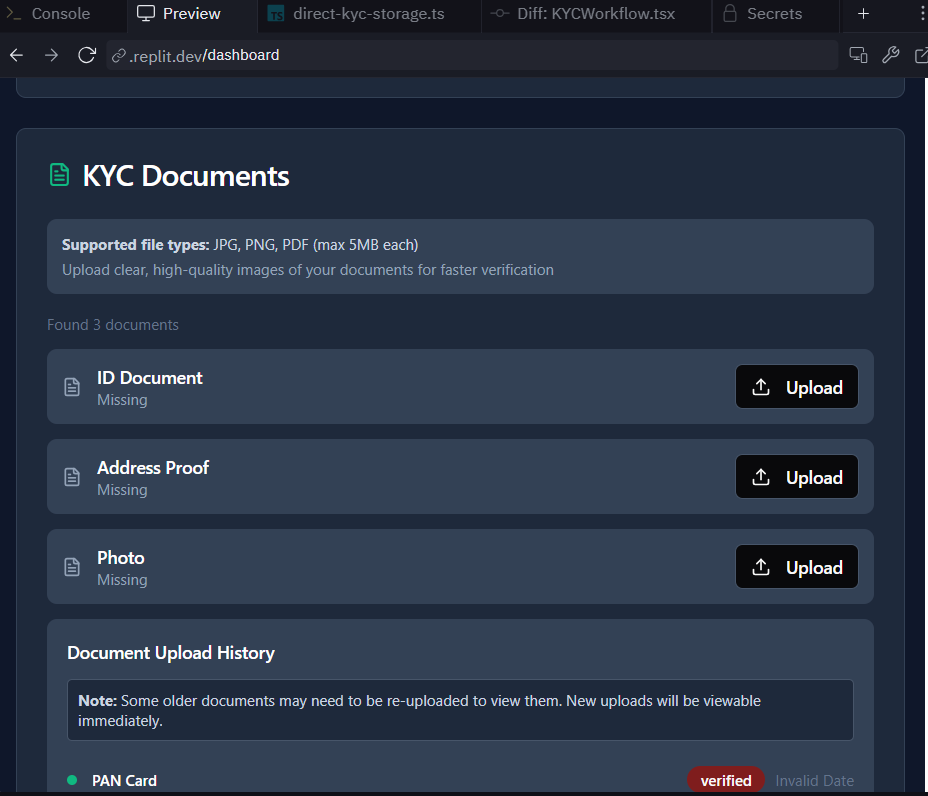 Console
Preview
TS direct-kyc-storage.ts
Diff: KYCWorkflow.tsx
Secrets
.replit.dev/dashboard
KYC Documents
Supported file types: JPG, PNG, PDF (max 5MB each)
Upload clear, high-quality images of your documents for faster verification
Found 3 documents
ID Document
Missing
Upload
Address Proof
Missing
Upload
Photo
Missing
Upload
Document Upload History
Note: Some older documents may need to be re-uploaded to view them. New uploads will be viewable
immediately.
PAN Card
verified
Invalid Date